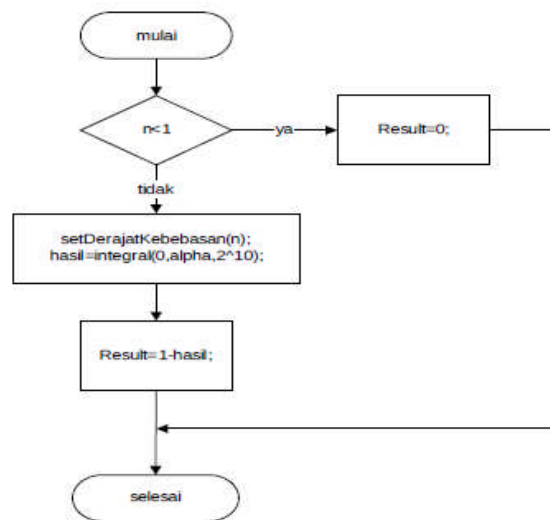 mulai
n<1
ya
Result=0;
tidak
setDerajatKebebasan(n);
hasil=integral(0,alpha,2^10);
Result=1-hasil;
selesai